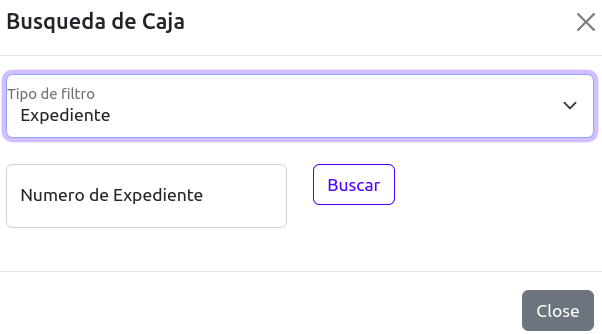 Busqueda de Caja
Tipo de filtro
Expediente
Numero de Expediente
Buscar
Close